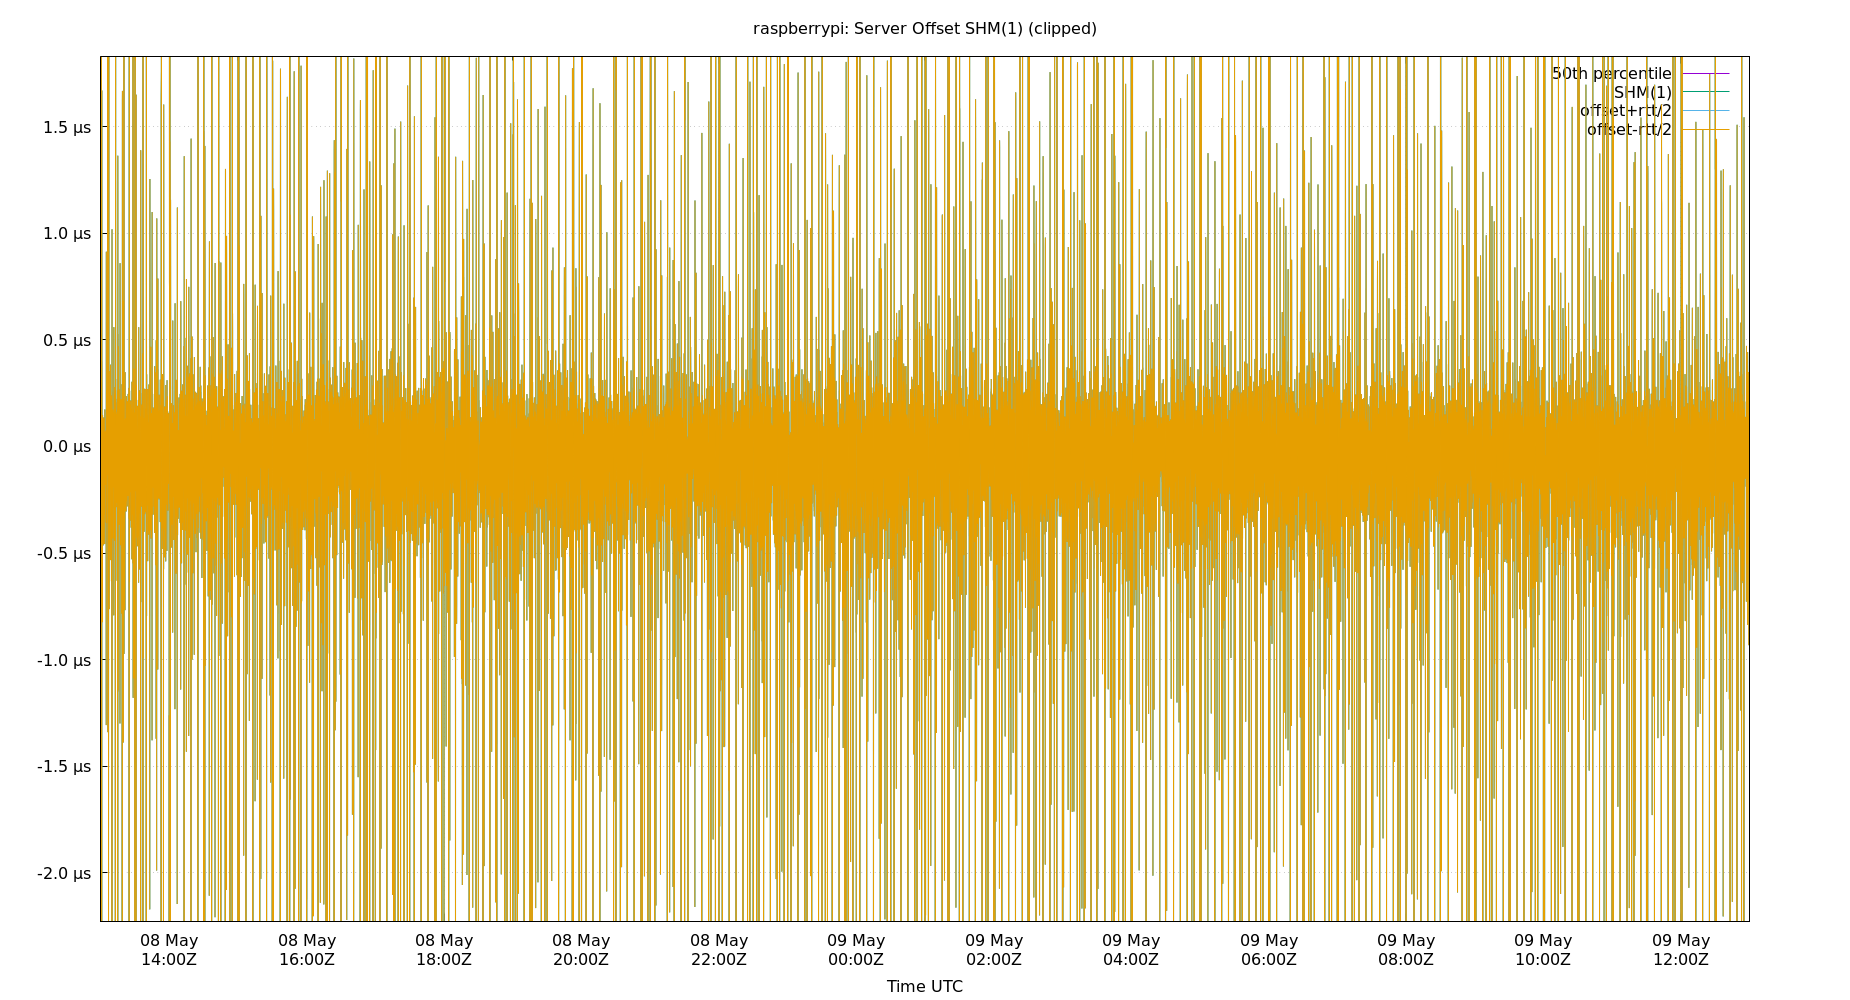 raspberrypi: Server Offset SHM(1) (clipped)
50th percentile
SHM(1)
offset+rtt/2
offset-rtt/2
1.5 µs
1.0 µs
0.5 µs
0.0 µs
-0.5 µs
-1.0 µs
-1.5 µs
-2.0 µs
08 May 08 May 08 May 08 May 08 May 09 May 09 May 09 May 09 May 09 May 09 May 09 May
14:00Z 16:00Z 18:00Z 20:00Z 22:00Z 00:00Z 02:00Z 04:00Z 06:00Z 08:00Z 10:00Z 12:00Z
Time UTC